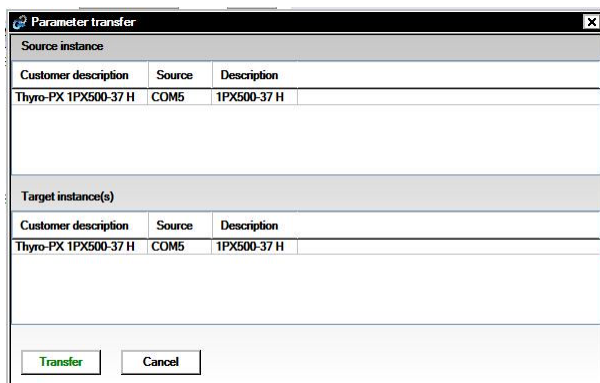 Parameter transfer
Source instance
Customer description Source Description
Thyro-PX 1PX500-37 H COM5 1PX500-37 H
Target instance(s)
Customer description Source Description
Thyro-PX 1PX500-37 H COM5 1PX500-37 H
Transfer Cancel